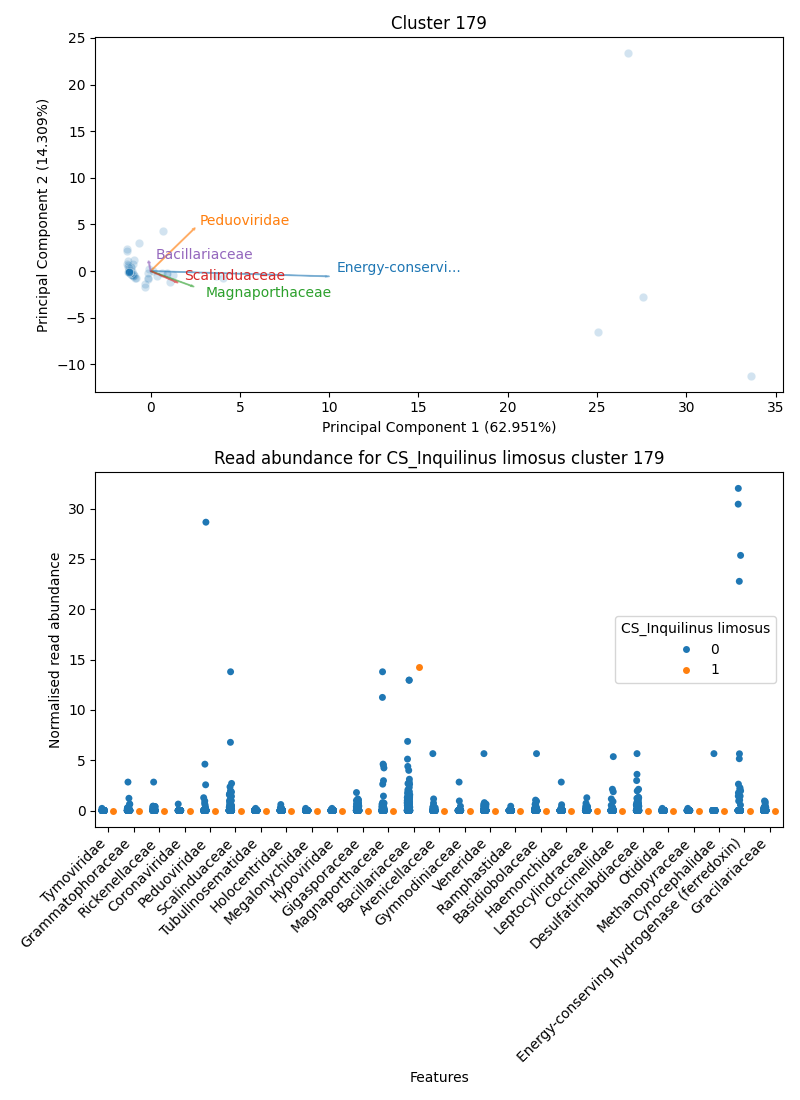 Cluster 179
Principal Component 2 (14.309%)
25
20
15
10
5
0
−5
−10
Peduoviridae
Bacillariaceae
Energy-conservi...
Scalinduaceae
Magnaporthaceae
0
5
10
15
20
25
30
35
Principal Component 1 (62.951%)
Read abundance for CS_Inquilinus limosus cluster 179
Normalised read abundance
30
25
20
15
10
5
0
CS_Inquilinus limosus
0
1
Tymoviridae
Grammatophoraceae
Rickenellaceae
Coronaviridae
Peduoviridae
Scalinduaceae
Tubulinosematidae
Holocentridae
Megalonychidae
Hypoviridae
Gigasporaceae
Magnaporthaceae
Bacillariaceae
Arenicellaceae
Gymnodiniaceae
Veneridae
Ramphastidae
Basidiobolaceae
Haemonchidae
Leptocylindraceae
Coccinellidae
Desulfatirhabdiaceae
Otididae
Methanopyraceae
Cynocephalidae
Energy-conserving hydrogenase (ferredoxin)
Gracilariaceae
Features